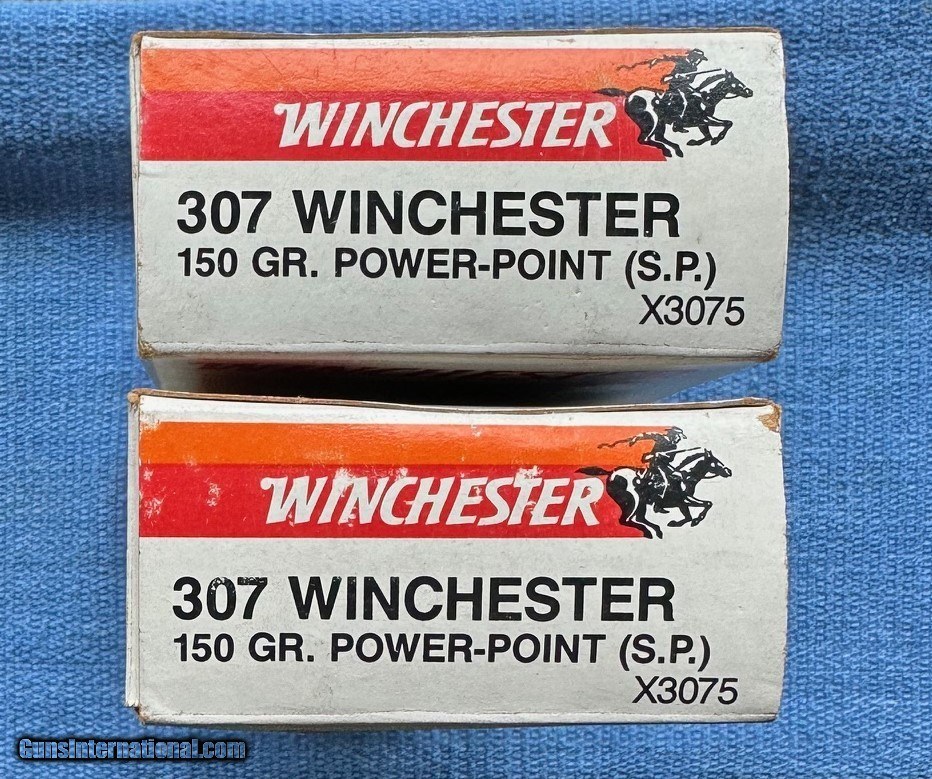 WINCHESTER
307 WINCHESTER
150 GR. POWER-POINT (S.P.)
X3075
WINCHESTER
307 WINCHESTER
150 GR. POWER-POINT (S.P.)
X3075
GunsInternational.com